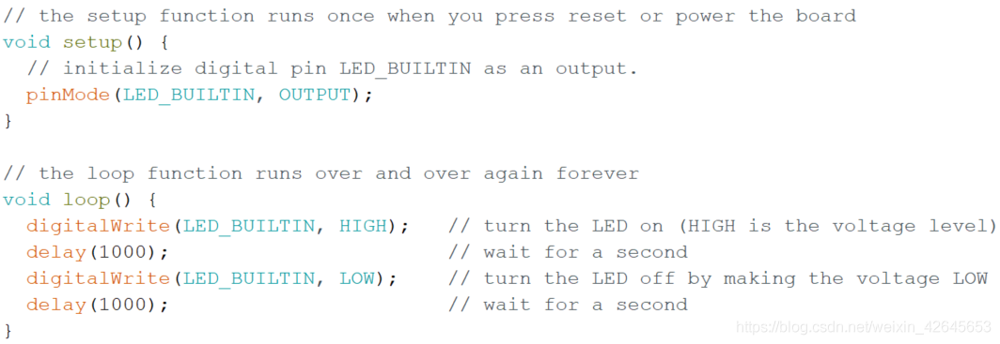 // the setup function runs once when you press reset or power the board
void setup() {
  // initialize digital pin LED_BUILTIN as an output.
  pinMode(LED_BUILTIN, OUTPUT);
}

// the loop function runs over and over again forever
void loop() {
  digitalWrite(LED_BUILTIN, HIGH);   // turn the LED on (HIGH is the voltage level)
  delay(1000);                       // wait for a second
  digitalWrite(LED_BUILTIN, LOW);    // turn the LED off by making the voltage LOW
  delay(1000);                       // wait for a second
}
https://blog.csdn.net/weixin_42645653